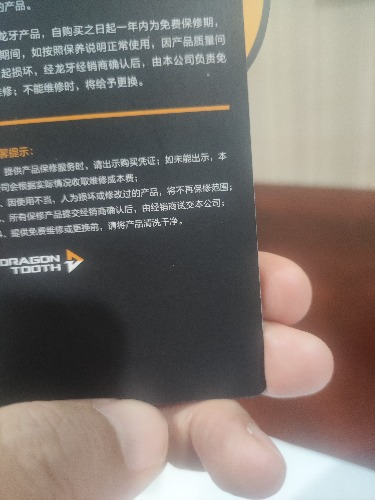 的产品。
龙牙产品，自购买之日起一年内为免费保修期，
期间，如按照保养说明正常使用，因产品质量问
起损坏，经龙牙经销商确认后，由本公司负责免
维修；不能维修时，将给予更换。
提示：
提供产品保修服务时，请出示购买凭证；如未能出示，本
公司会根据实际情况收取维修成本费；
因使用不当、人为损坏或修改过的产品，将不再保修范围；
所有保修产品提交经销商确认后，由经销商送交本公司；
提供免费维修或更换前，请将产品清洗干净。
DRAGON
TOOTH